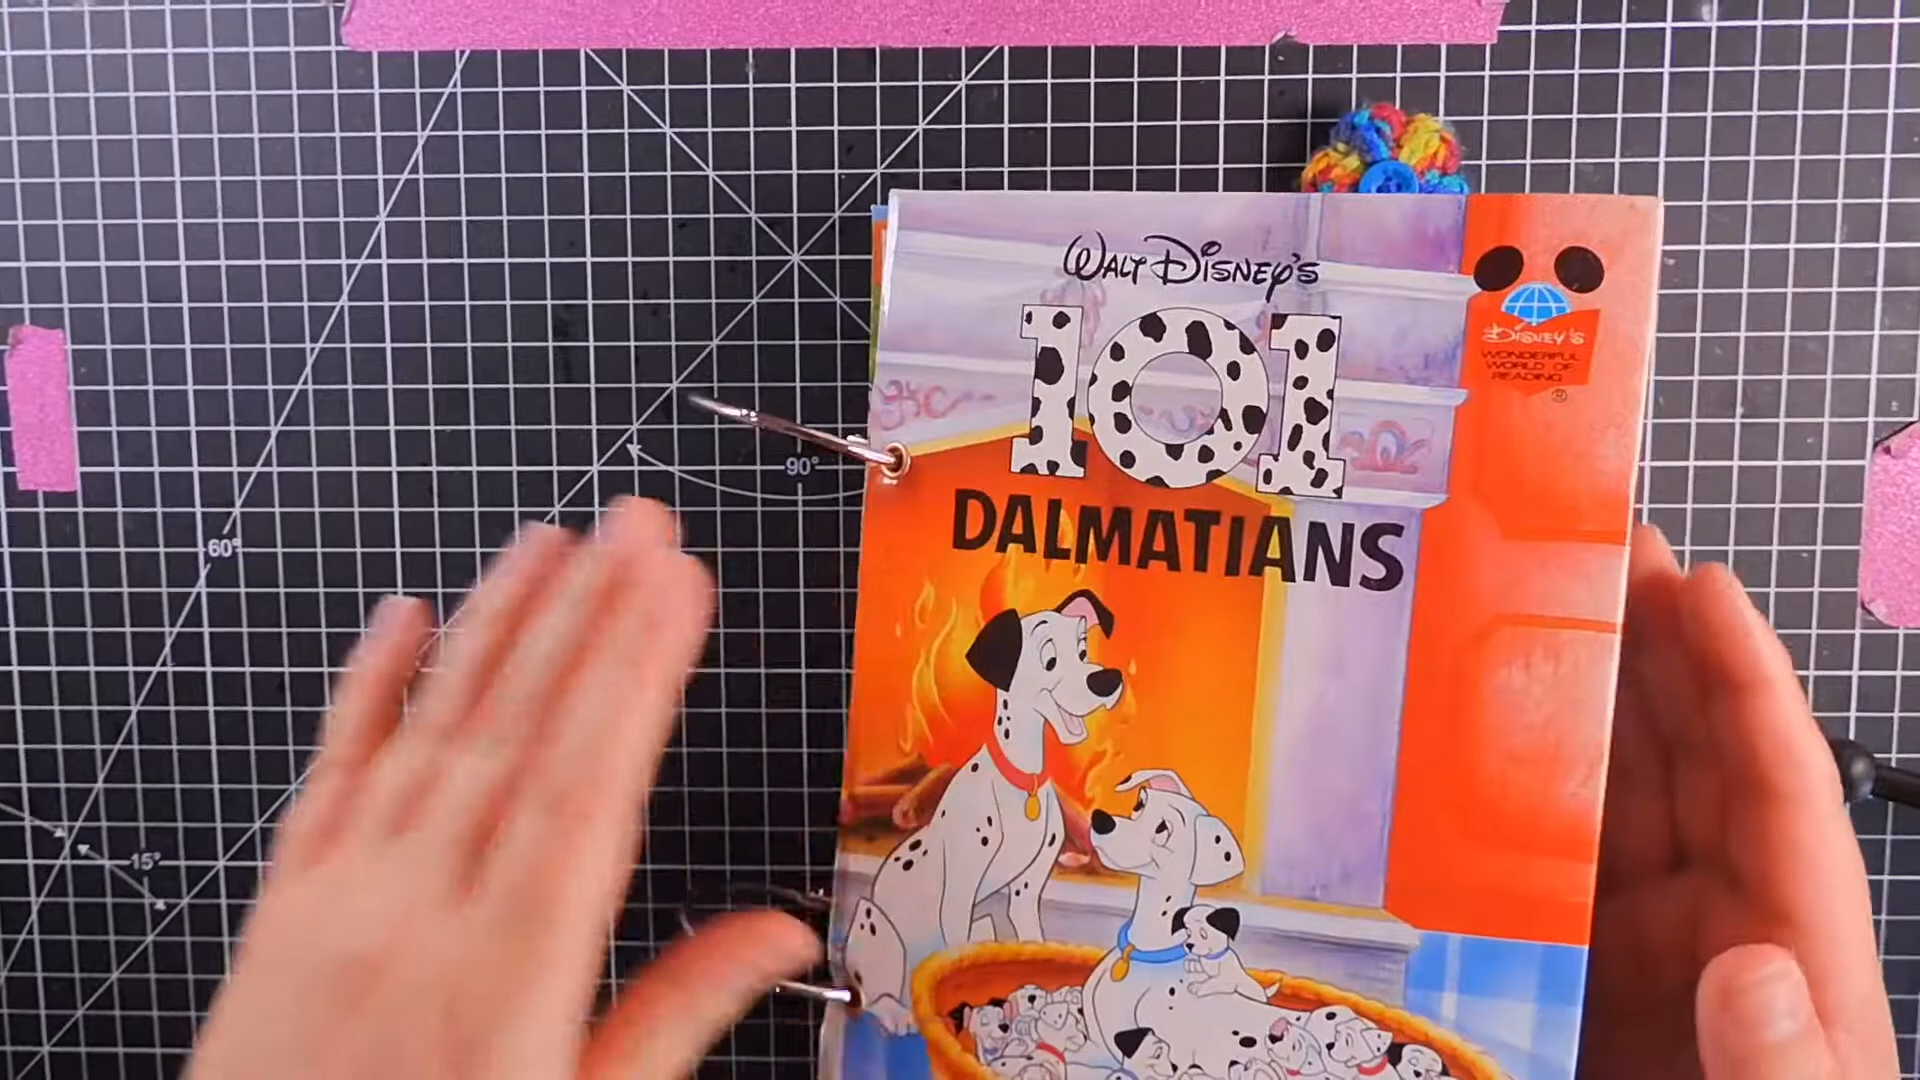 WALT DISNEY'S
101
DALMATIANS
DISNEY'S
WONDERFUL
WORLD OF
READING
®
90°
60°
15°